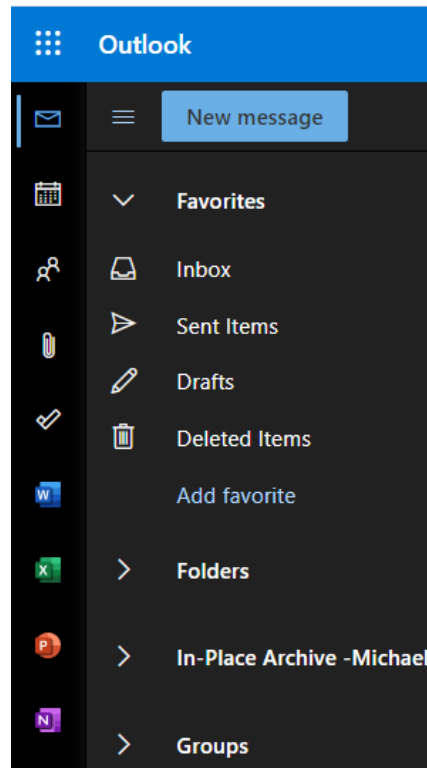 Outlook
New message
Favorites
Inbox
Sent Items
Drafts
Deleted Items
Add favorite
W
X
P
N
Folders
In-Place Archive -Michael
Groups